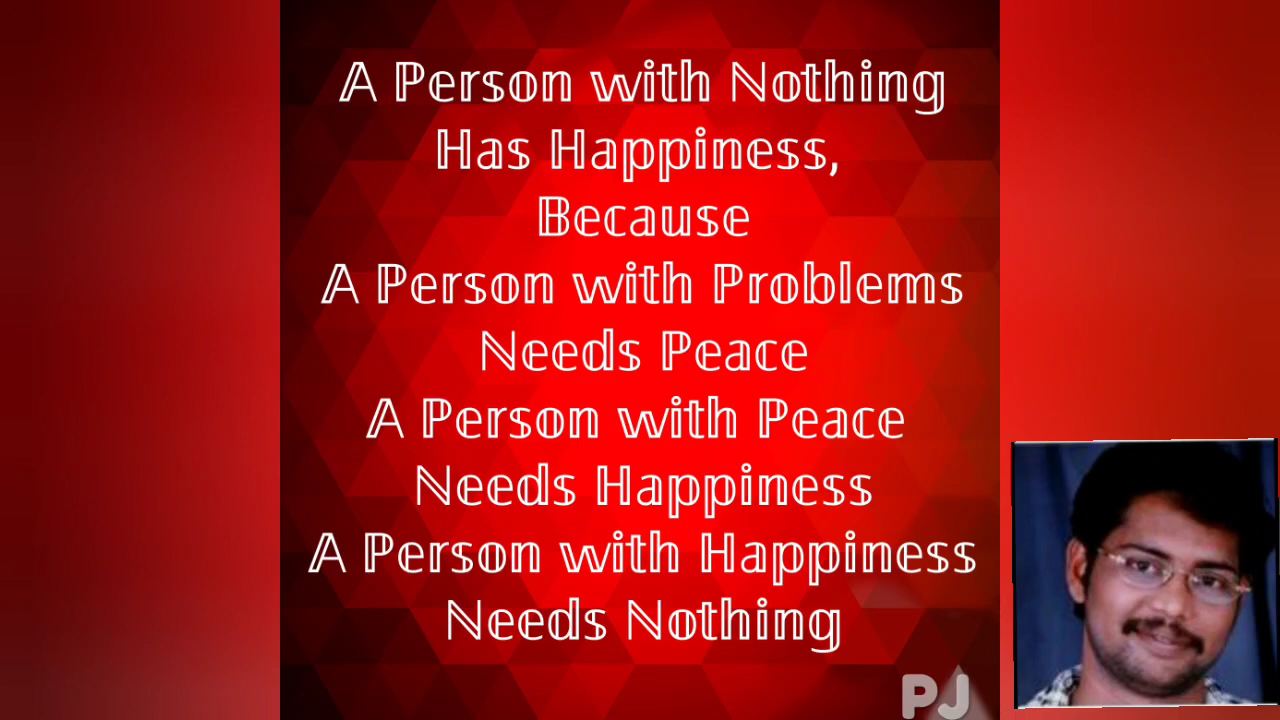 A Person with Nothing
Has Happiness,
Because
A Person with Problems
Needs Peace
A Person with Peace
Needs Happiness
A Person with Happiness
Needs Nothing
PJ